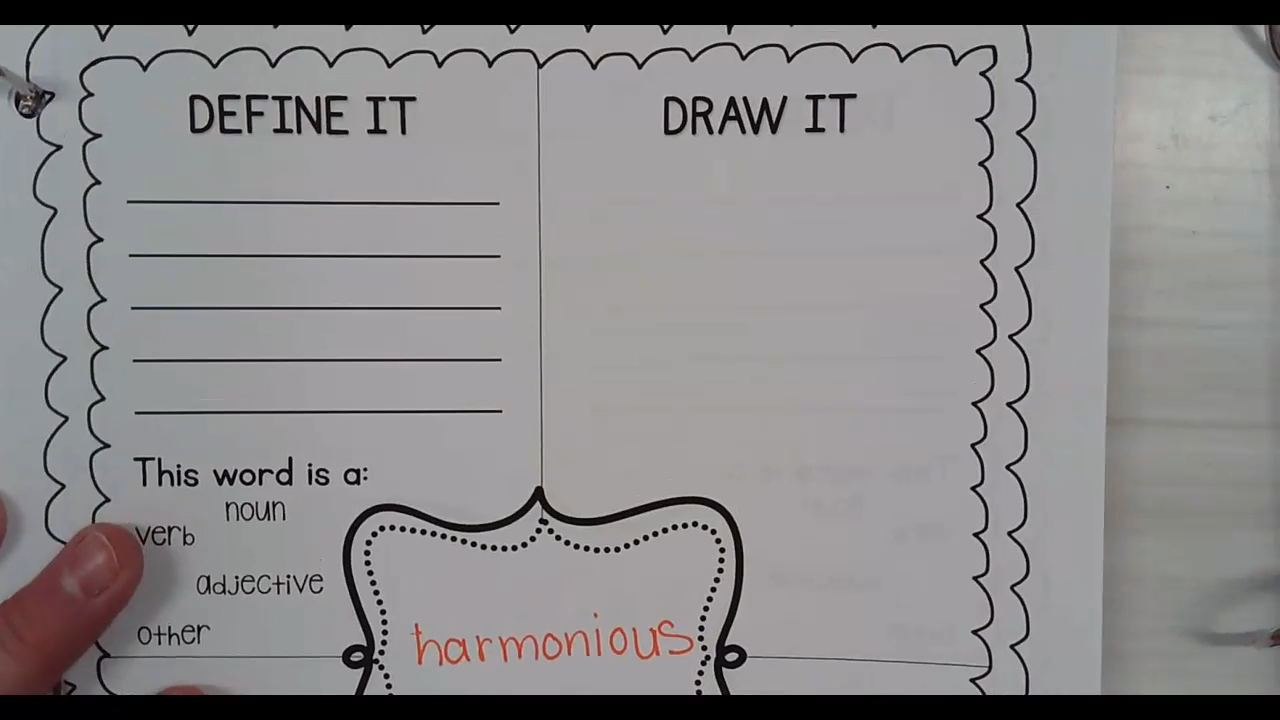 DEFINE IT
DRAW IT
This word is a:
noun
verb
adjective
other
harmonious